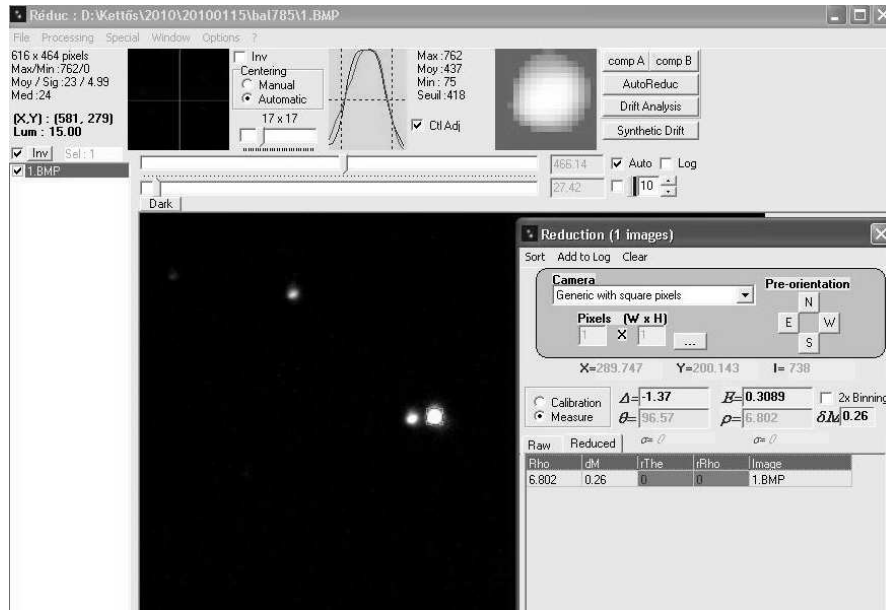 Réduc : D:\Kettős\2010\20100115\bal785\1.BMP
File Processing Special Window Options ?
616 x 464 pixels
Max/Min :762/0
Moy / Sig :23 / 4.99
Med :24
(X,Y) : (581, 279)
Lum : 15.00
Inv Sel : 1
1.BMP
Inv
Centering
Manual
Automatic
17 x 17
Max :762
Moy :437
Min : 75
Seuil :418
Ctl Adj
comp A comp B
AutoReduc
Drift Analysis
Synthetic Drift
466.14 Auto Log
27.42 10
Dark
Reduction (1 images)
Sort Add to Log Clear
Camera
Generic with square pixels
Pixels (W x H)
1 X 1 ...
Pre-orientation
N
E W
S
X=289.747 Y=200.143 I= 738
Calibration Δ=-1.37 E=0.3089 2x Binning
Measure θ=96.57 ρ=6.802 δM 0.26
Raw Reduced σ= 0 σ= 0
Rho dM rThe rRho Image
6.802 0.26 0 0 1.BMP